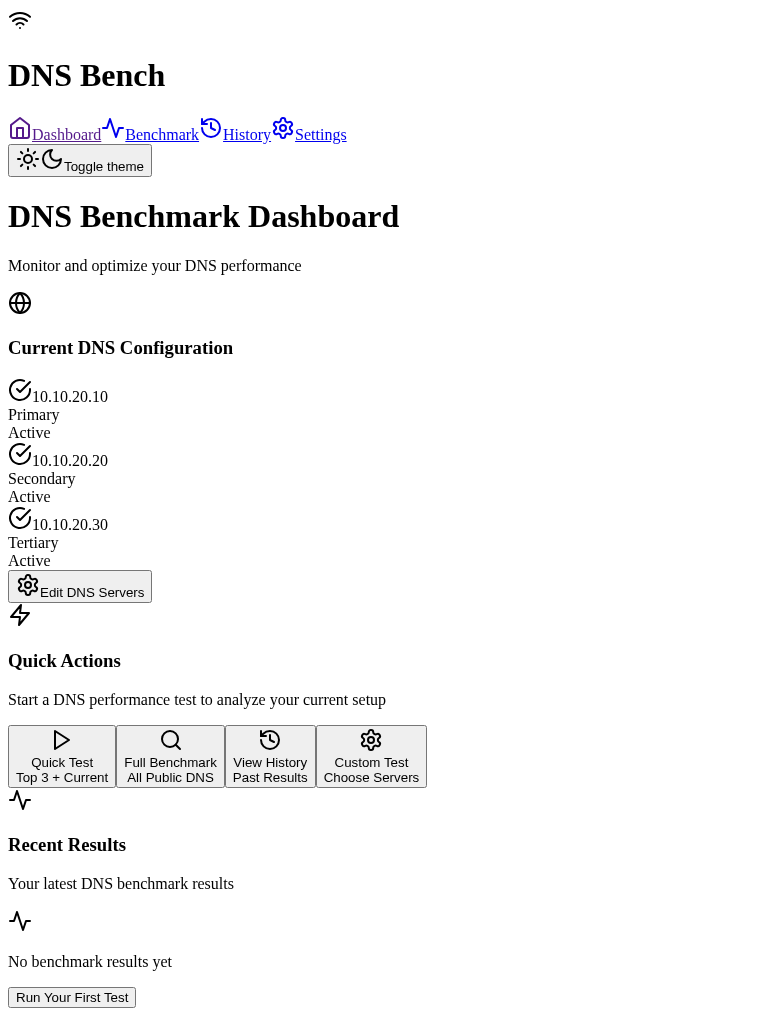 DNS Bench
Dashboard Benchmark History Settings
Toggle theme
DNS Benchmark Dashboard
Monitor and optimize your DNS performance
Current DNS Configuration
10.10.20.10
Primary
Active
10.10.20.20
Secondary
Active
10.10.20.30
Tertiary
Active
Edit DNS Servers
Quick Actions
Start a DNS performance test to analyze your current setup
Quick Test
Top 3 + Current
Full Benchmark
All Public DNS
View History
Past Results
Custom Test
Choose Servers
Recent Results
Your latest DNS benchmark results
No benchmark results yet
Run Your First Test